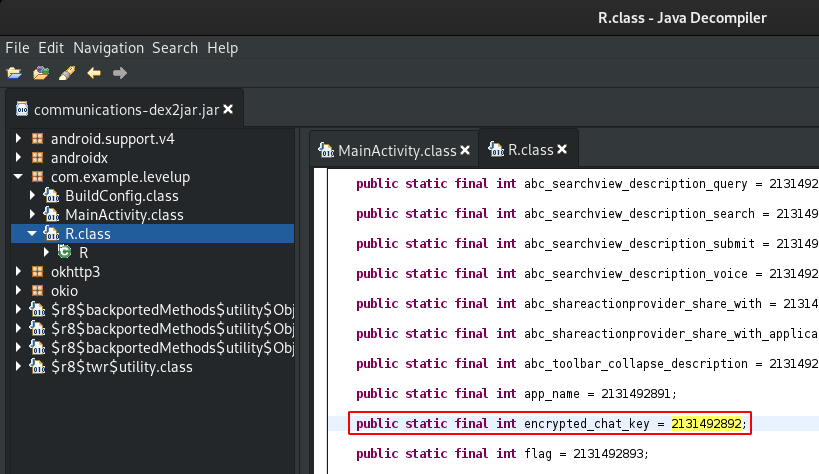 R.class - Java Decompiler
File Edit Navigation Search Help
communications-dex2jar.jar
android.support.v4
androidx
com.example.levelup
BuildConfig.class
MainActivity.class
R.class
R
okhttp3
okio
$r8$backportedMethods$utility$Obj
$r8$backportedMethods$utility$Obj
$r8$backportedMethods$utility$Obj
$r8$twr$utility.class
MainActivity.class R.class
public static final int abc_searchview_description_query = 2131492
public static final int abc_searchview_description_search = 213149
public static final int abc_searchview_description_submit = 213149
public static final int abc_searchview_description_voice = 2131492
public static final int abc_shareactionprovider_share_with = 21314
public static final int abc_shareactionprovider_share_with_applica
public static final int abc_toolbar_collapse_description = 2131492
public static final int app_name = 2131492891;
public static final int encrypted_chat_key = 2131492892;
public static final int flag = 2131492893;